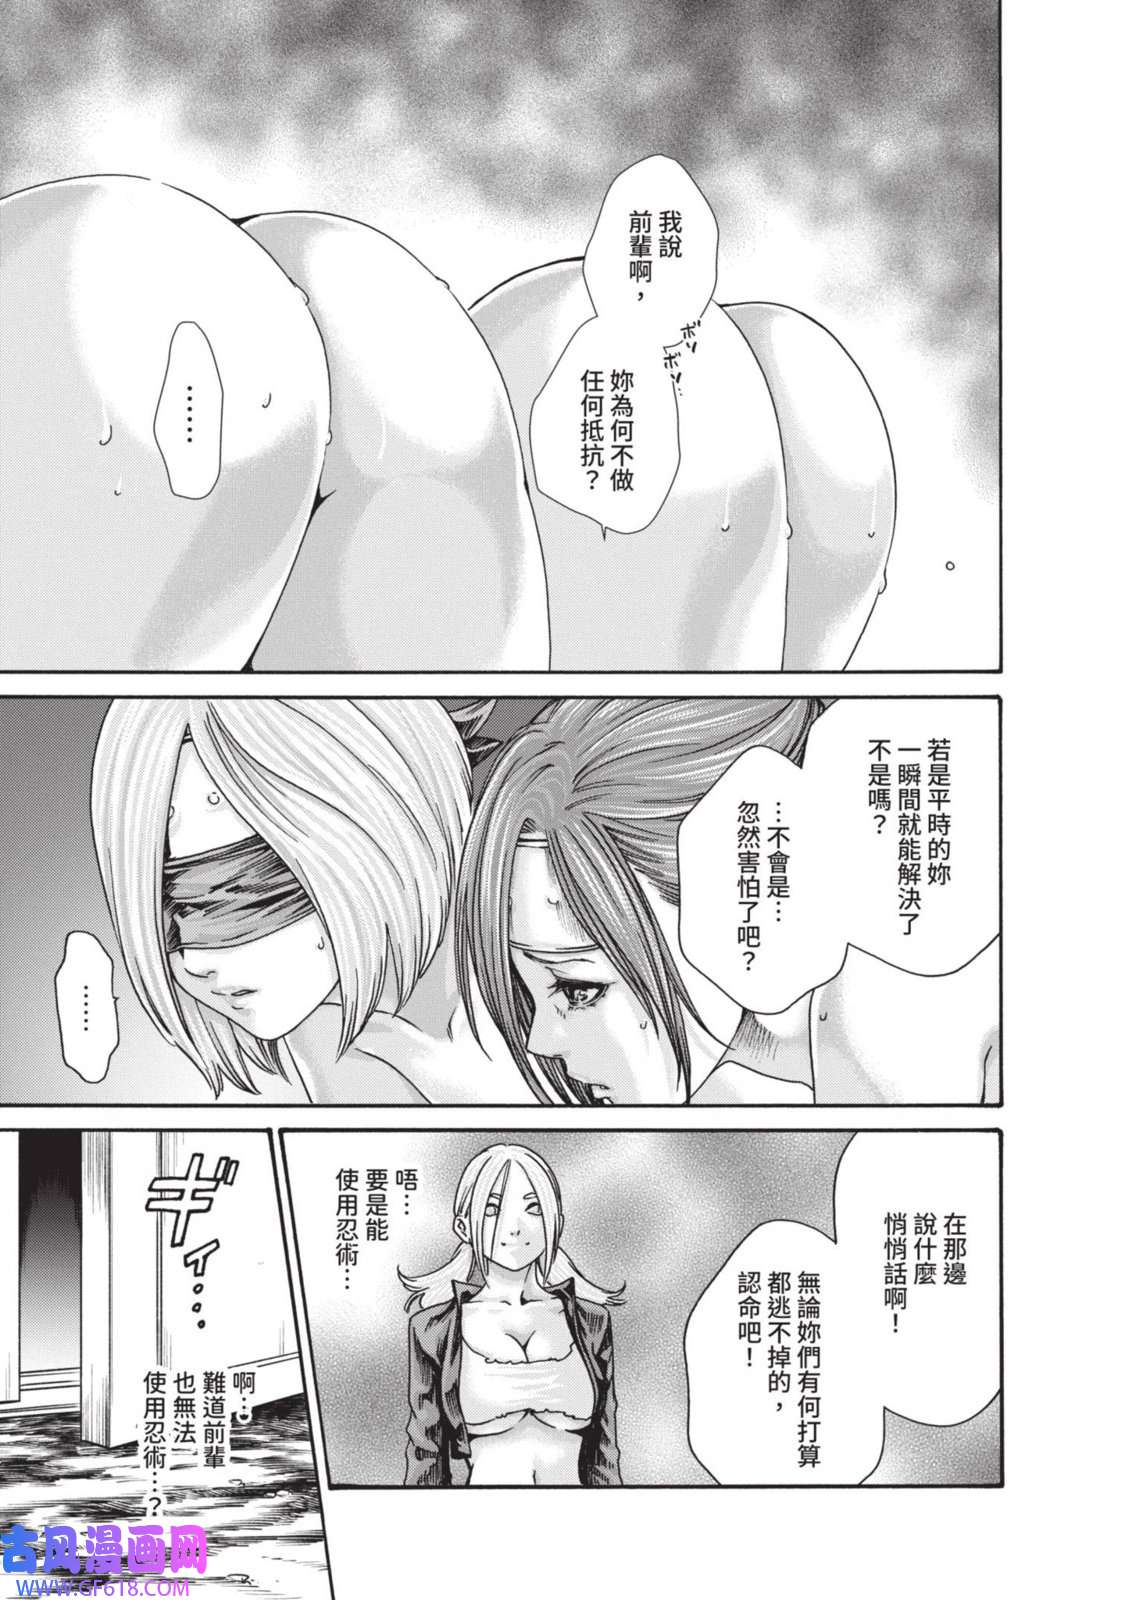 我說
前輩啊，
ボソ
ボソ…
妳為何不做
任何抵抗？
……
若是平時的妳
一瞬間就能解決了
不是嗎？
…不會是…
忽然害怕了吧？
……
在那邊
說什麼
悄悄話啊！
無論妳們有何打算
都逃不掉的，
認命吧！
唔…
要是能
使用忍術…
ギィ…
啊…
難道前輩
也無法
使用忍術…？
古风漫画网
WWW.GF618.COM